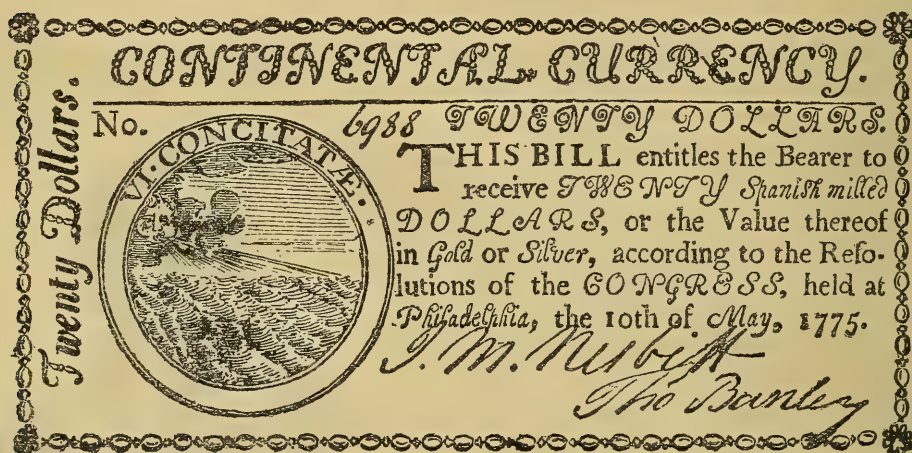 CONTINENTAL CURRENCY.
Twenty Dollars.
No. 6988 TWENTY DOLLARS.
VI·CONCITATÆ.
THIS BILL entitles the Bearer to
receive TWENTY Spanish milled
DOLLARS, or the Value thereof
in Gold or Silver, according to the Reſo-
lutions of the CONGRESS, held at
Philadelphia, the 10th of May, 1775.
J. M. Nesbitt
Tho